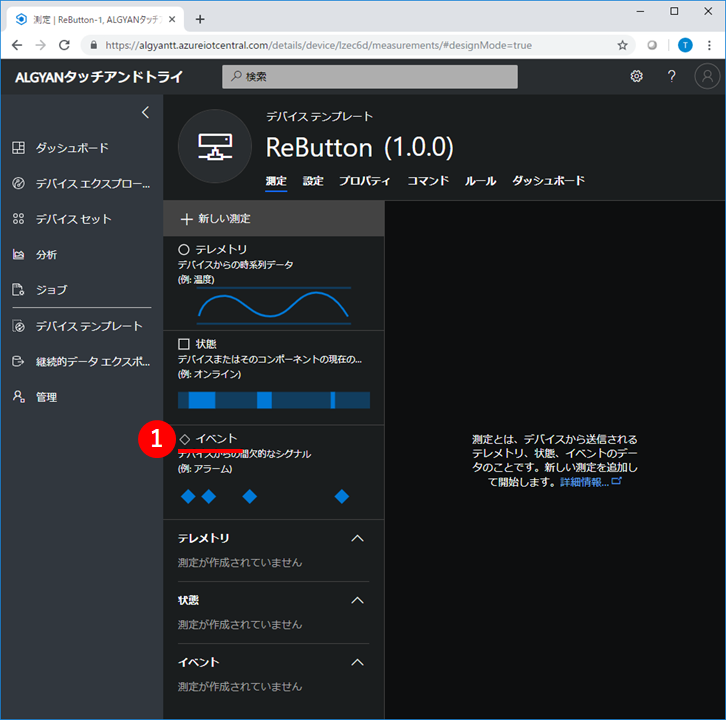 測定 | ReButton-1, ALGYANタッチ
https://algyantt.azureiotcentral.com/details/device/lzec6d/measurements/#designMode=true
T
ALGYANタッチアンドトライ
検索
?
デバイス テンプレート
ReButton (1.0.0)
測定 設定 プロパティ コマンド ルール ダッシュボード
ダッシュボード
デバイス エクスプロー...
デバイス セット
分析
ジョブ
デバイス テンプレート
継続的データ エクスポ...
管理
+ 新しい測定
テレメトリ
デバイスからの時系列データ
(例: 温度)
状態
デバイスまたはそのコンポーネントの現在の...
(例: オンライン)
1
イベント
デバイスからの間欠的なシグナル
(例: アラーム)
テレメトリ
測定が作成されていません
状態
測定が作成されていません
イベント
測定が作成されていません
測定とは、デバイスから送信される
テレメトリ、状態、イベントのデー
タのことです。新しい測定を追加し
て開始します。詳細情報...